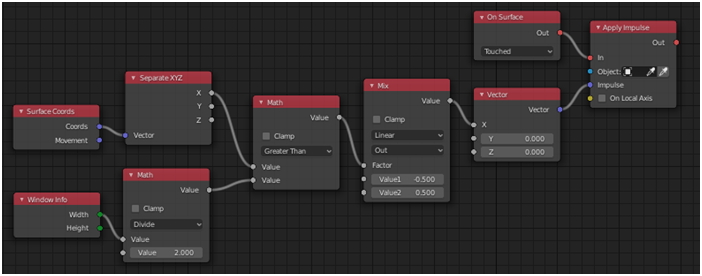 On Surface
Out
Touched
Apply Impulse
Out
In
Object:
Impulse
On Local Axis
Separate XYZ
X
Y
Z
Vector
Surface Coords
Coords
Movement
Math
Value
Clamp
Greater Than
Value
Value
Mix
Value
Clamp
Linear
Out
Factor
Value1 -0.500
Value2 0.500
Vector
Vector
X
Y 0.000
Z 0.000
Window Info
Width
Height
Math
Value
Clamp
Divide
Value
Value 2.000